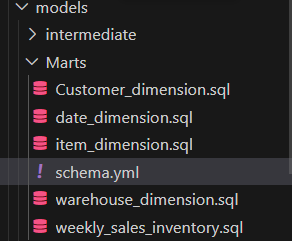 models
intermediate
Marts
Customer_dimension.sql
date_dimension.sql
item_dimension.sql
! schema.yml
warehouse_dimension.sql
weekly_sales_inventory.sql